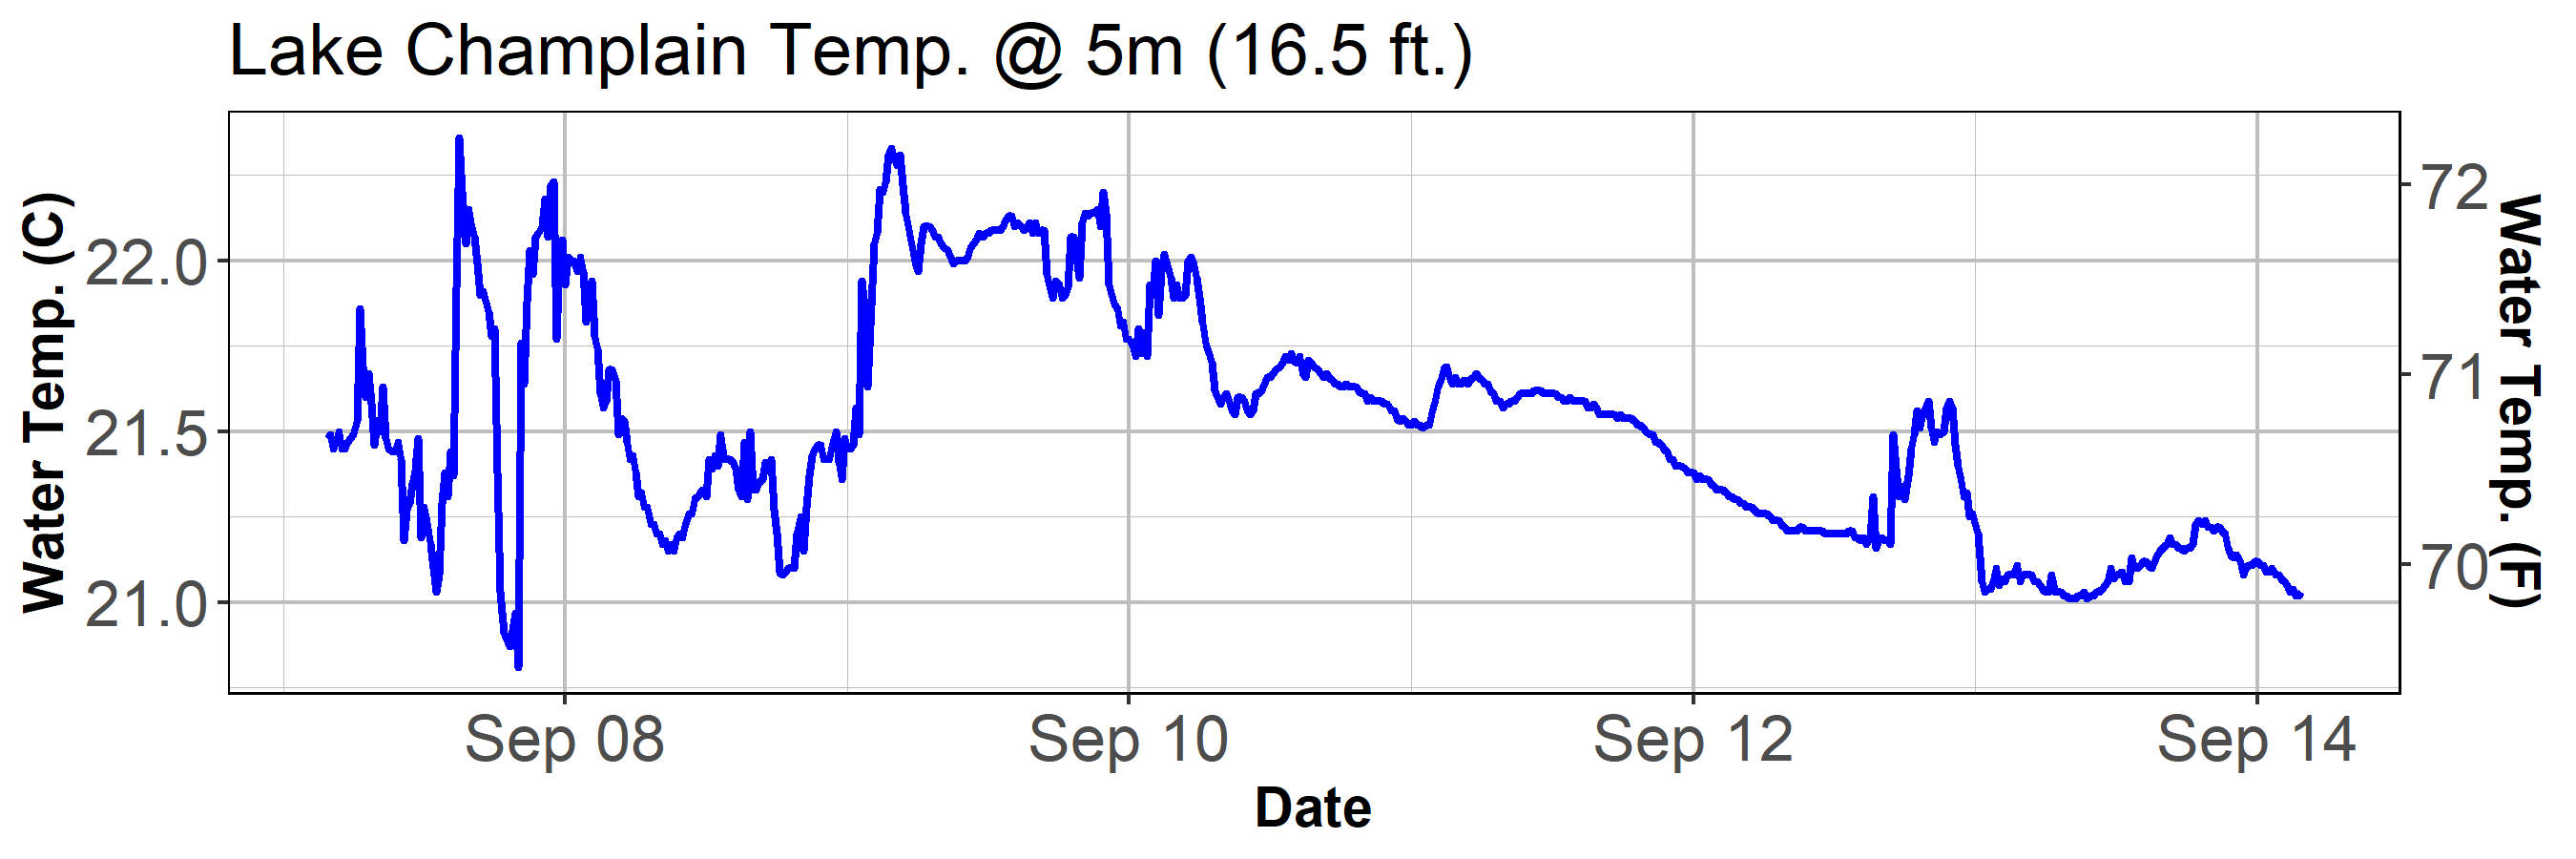 Lake Champlain Temp. @ 5m (16.5 ft.)
Water Temp. (C)
22.0
21.5
21.0
72
71
70
Water Temp. (F)
Sep 08 Sep 10 Sep 12 Sep 14
Date